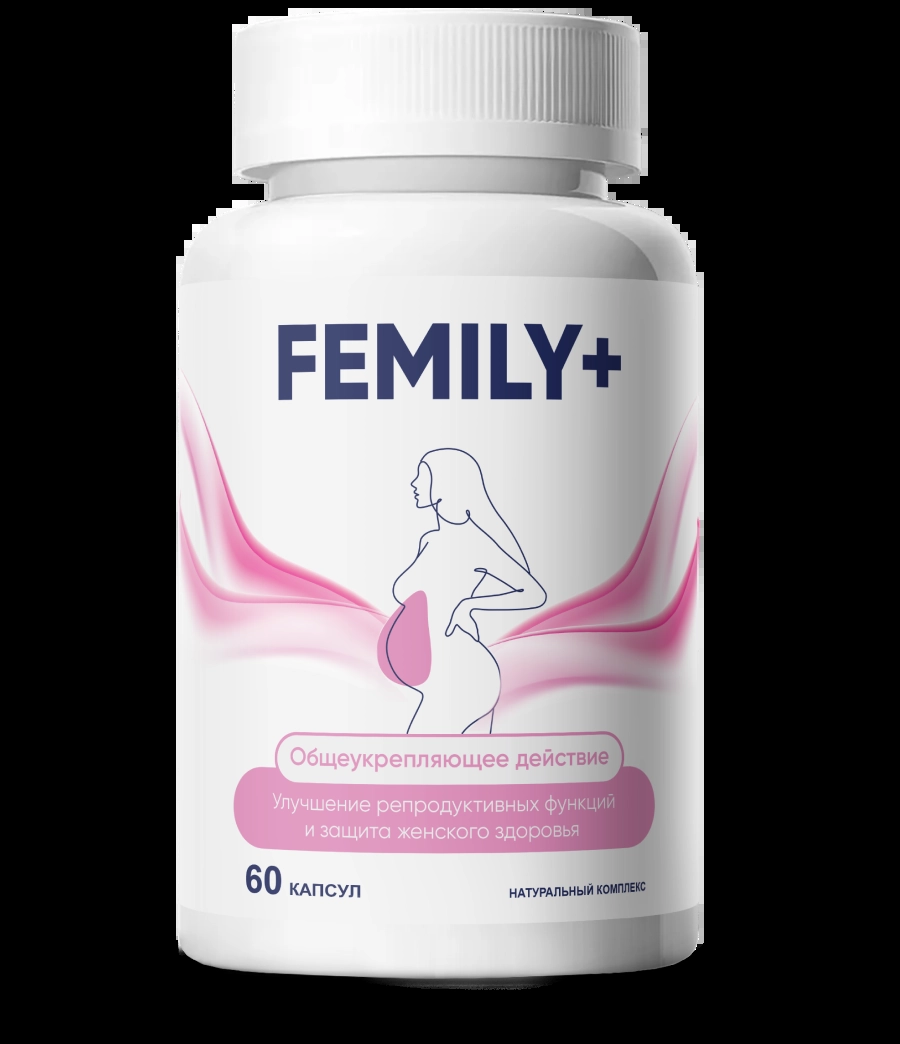 FEMILY+
Общеукрепляющее действие
Улучшение репродуктивных функций
и защита женского здоровья
60 КАПСУЛ
НАТУРАЛЬНЫЙ КОМПЛЕКС